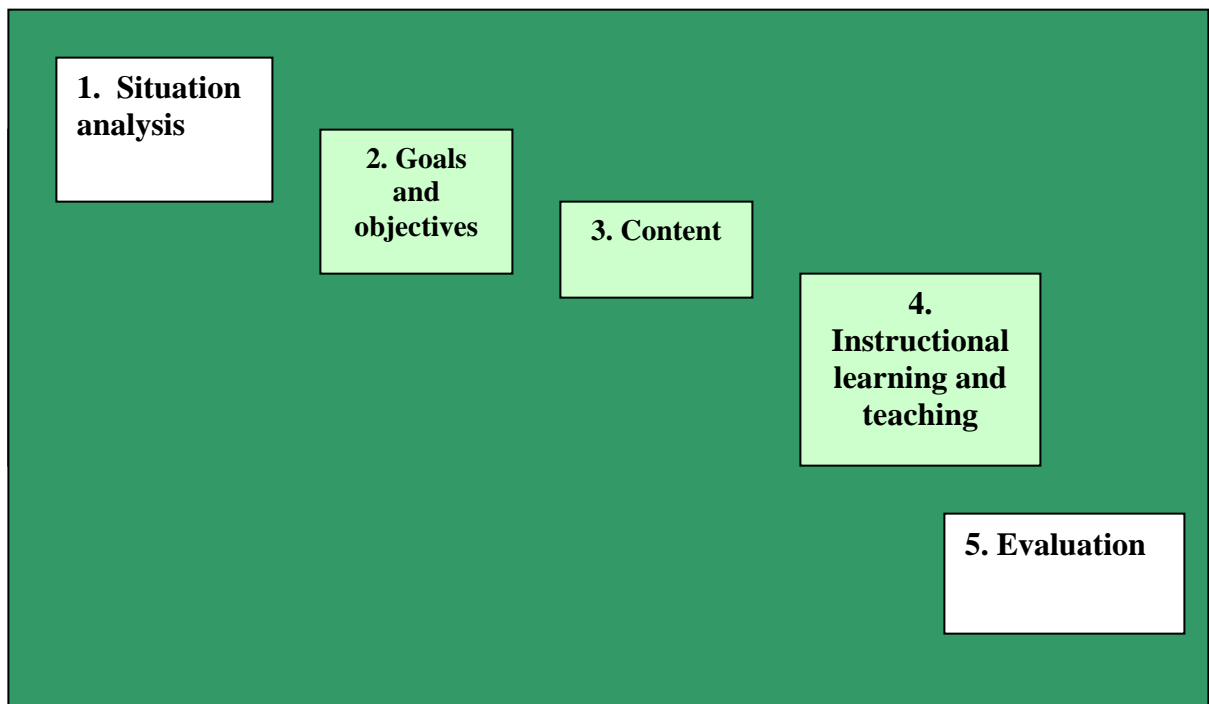 1. Situation
analysis
2. Goals
and
objectives
3. Content
4.
Instructional
learning and
teaching
5. Evaluation